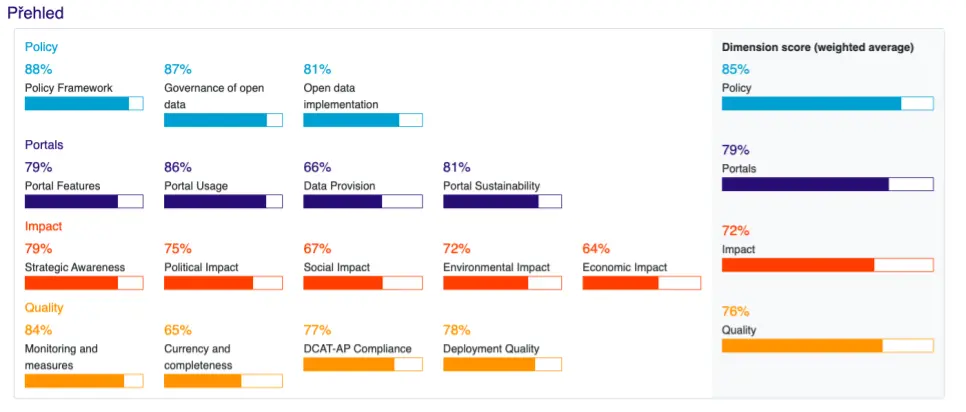 Přehled
Policy
88%
Policy Framework
87%
Governance of open
data
81%
Open data
implementation
Portals
79%
Portal Features
86%
Portal Usage
66%
Data Provision
81%
Portal Sustainability
Impact
79%
Strategic Awareness
75%
Political Impact
67%
Social Impact
72%
Environmental Impact
64%
Economic Impact
Quality
84%
Monitoring and
measures
65%
Currency and
completeness
77%
DCAT-AP Compliance
78%
Deployment Quality
Dimension score (weighted average)
85%
Policy
79%
Portals
72%
Impact
76%
Quality